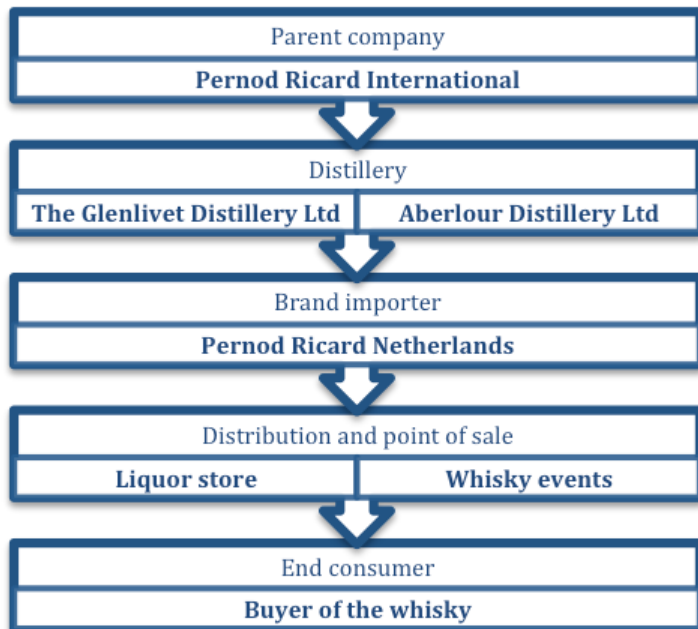 Parent company
Pernod Ricard International
Distillery
The Glenlivet Distillery Ltd
Aberlour Distillery Ltd
Brand importer
Pernod Ricard Netherlands
Distribution and point of sale
Liquor store
Whisky events
End consumer
Buyer of the whisky